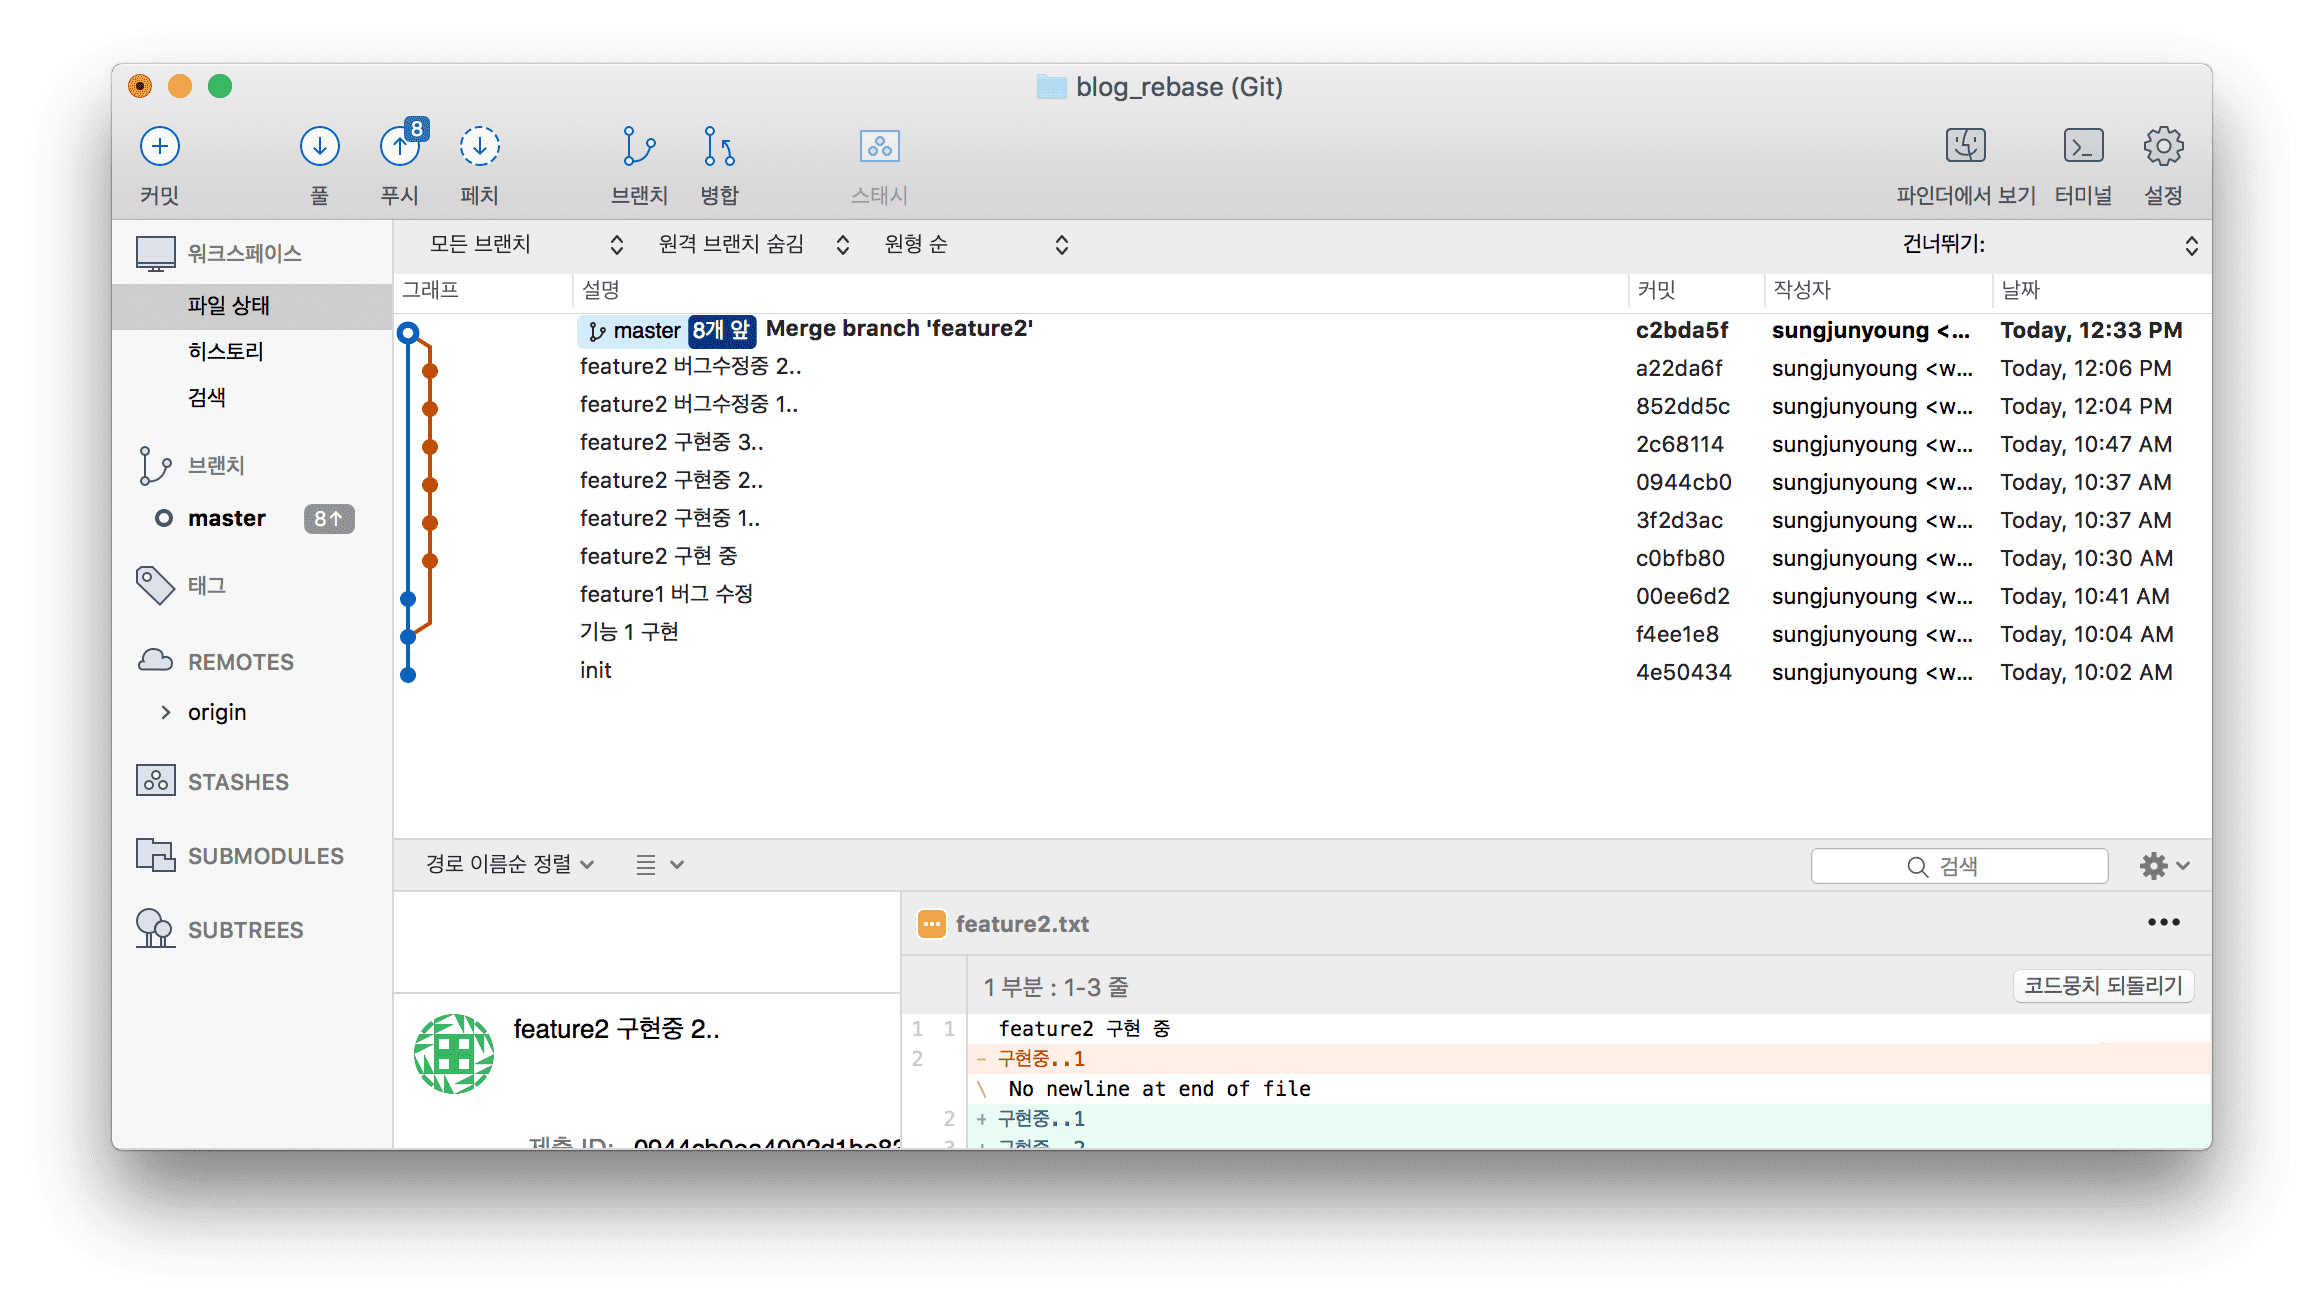 blog_rebase (Git)
8
커밋 풀 푸시 페치 브랜치 병합 스태시 파인더에서 보기 터미널 설정
워크스페이스
파일 상태
히스토리
검색
브랜치
master 8↑
태그
REMOTES
origin
STASHES
SUBMODULES
SUBTREES
모든 브랜치 원격 브랜치 숨김 원형 순 건너뛰기:
그래프 설명 커밋 작성자 날짜
master 8개 앞 Merge branch 'feature2' c2bda5f sungjunyoung <... Today, 12:33 PM
feature2 버그수정중 2.. a22da6f sungjunyoung <w... Today, 12:06 PM
feature2 버그수정중 1.. 852dd5c sungjunyoung <w... Today, 12:04 PM
feature2 구현중 3.. 2c68114 sungjunyoung <w... Today, 10:47 AM
feature2 구현중 2.. 0944cb0 sungjunyoung <w... Today, 10:37 AM
feature2 구현중 1.. 3f2d3ac sungjunyoung <w... Today, 10:37 AM
feature2 구현 중 c0bfb80 sungjunyoung <w... Today, 10:30 AM
feature1 버그 수정 00ee6d2 sungjunyoung <w... Today, 10:41 AM
기능 1 구현 f4ee1e8 sungjunyoung <w... Today, 10:04 AM
init 4e50434 sungjunyoung <w... Today, 10:02 AM
경로 이름순 정렬 검색
feature2 구현중 2..
feature2.txt
1 부분 : 1-3 줄 코드뭉치 되돌리기
1 1 feature2 구현 중
2 - 구현중..1
\ No newline at end of file
2 + 구현중..1